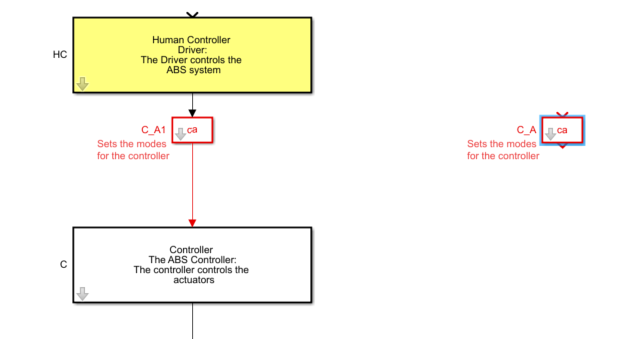 HC
Human Controller
Driver:
The Driver controls the
ABS system
C_A1
ca
Sets the modes
for the controller
C_A
ca
Sets the modes
for the controller
C
Controller
The ABS Controller:
The controller controls the
actuators